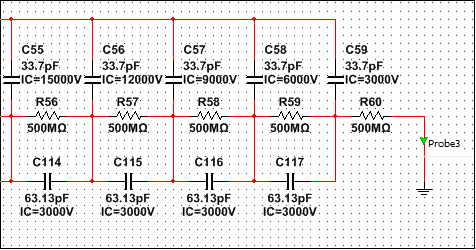 C55 C56 C57 C58 C59
33.7pF 33.7pF 33.7pF 33.7pF 33.7pF
IC=15000V IC=12000V IC=9000V IC=6000V IC=3000V
R56 R57 R58 R59 R60
500MΩ 500MΩ 500MΩ 500MΩ 500MΩ
Probe3
C114 C115 C116 C117
63.13pF 63.13pF 63.13pF 63.13pF
IC=3000V IC=3000V IC=3000V IC=3000V